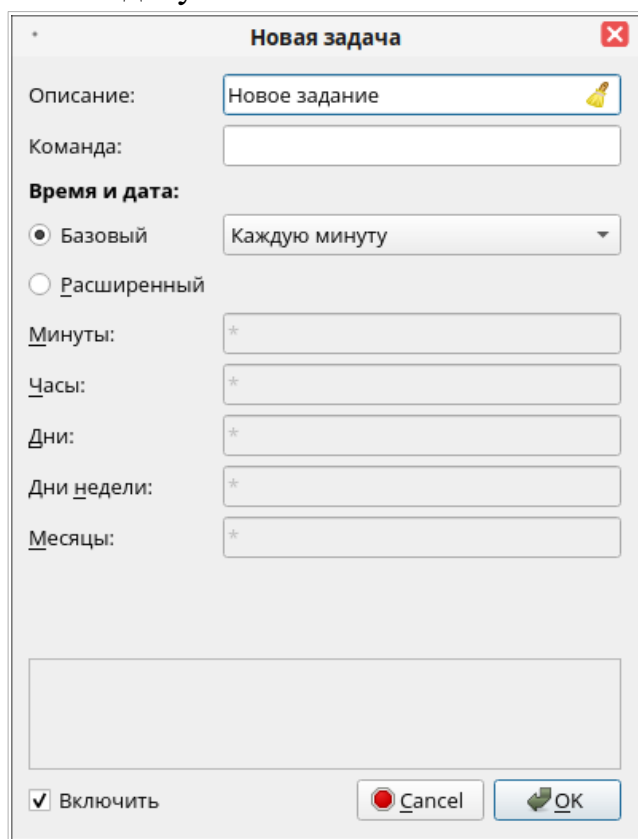 Новая задача
Описание: Новое задание
Команда:
Время и дата:
Базовый Каждую минуту
Расширенный
Минуты: *
Часы: *
Дни: *
Дни недели: *
Месяцы: *
Включить Cancel OK